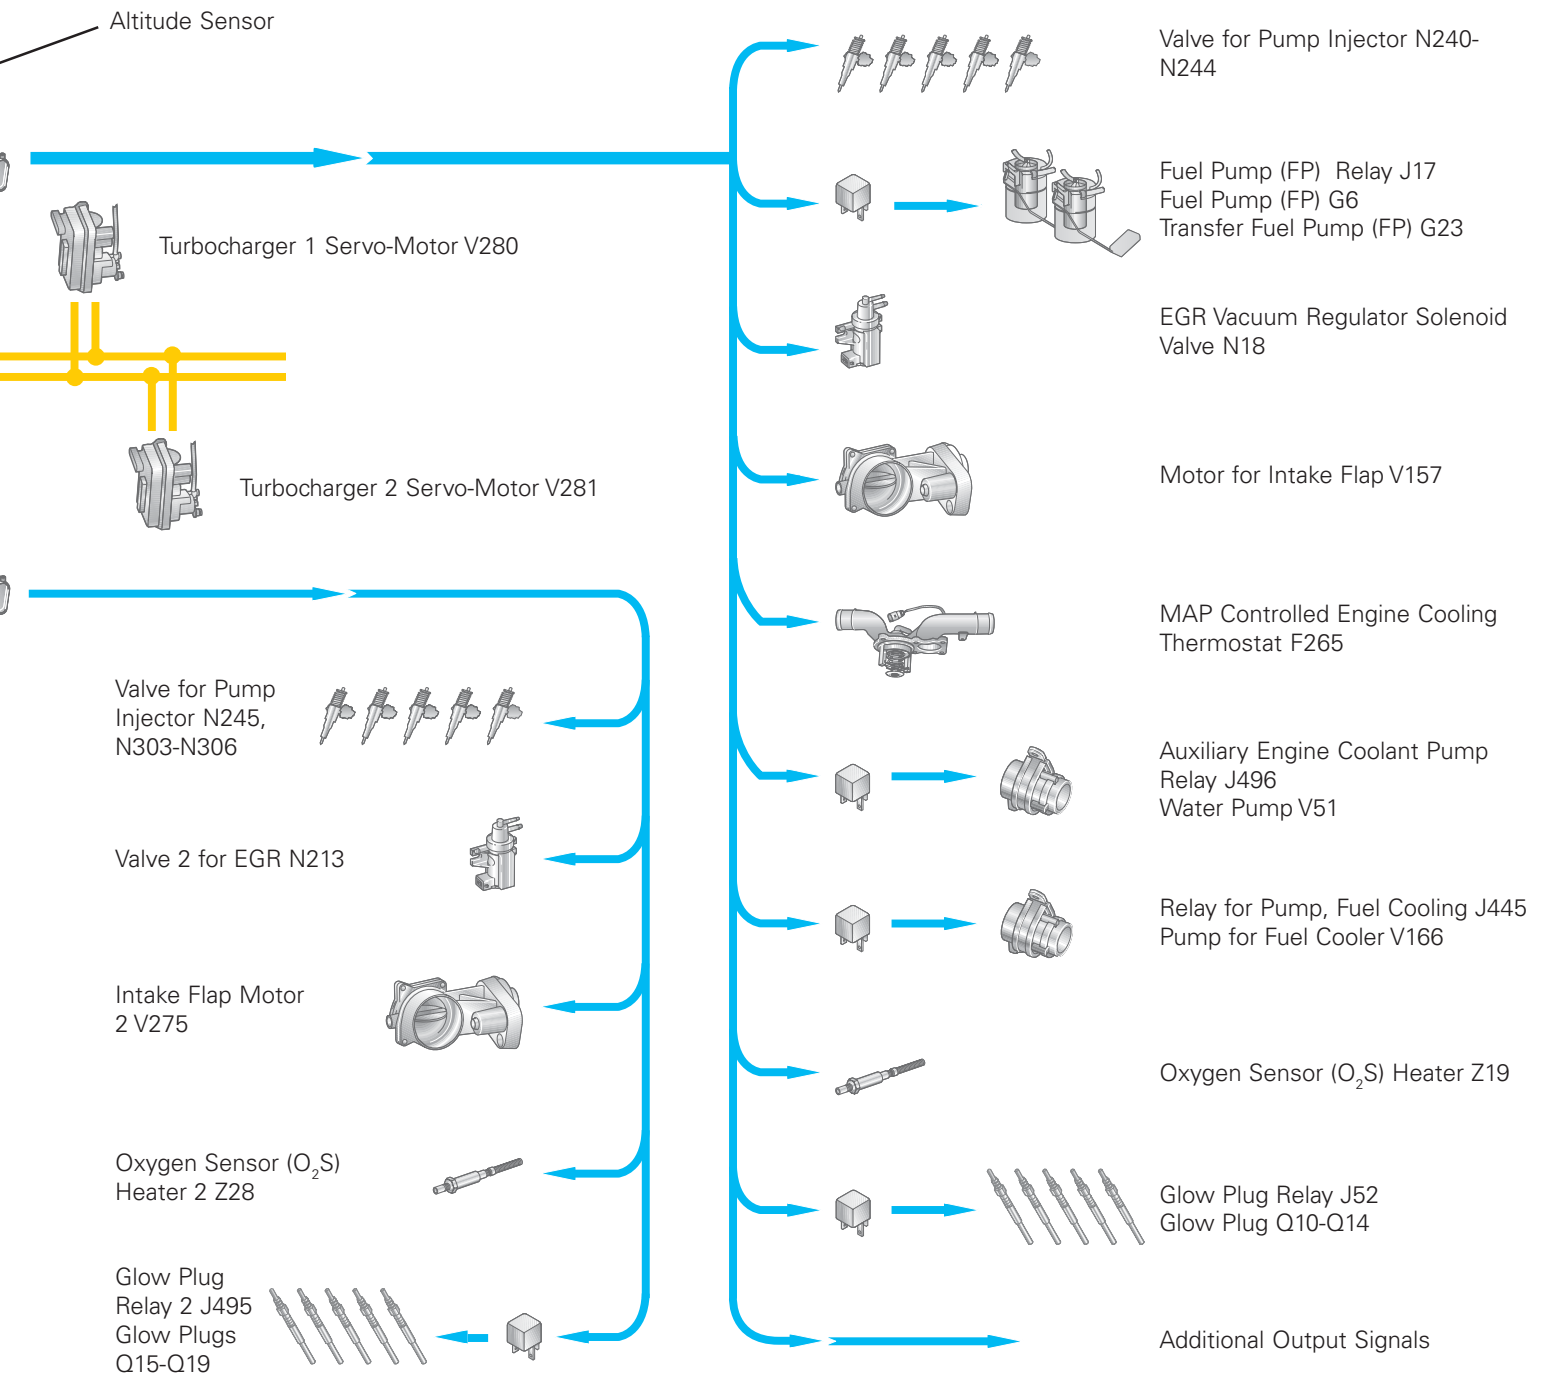 Altitude Sensor
Turbocharger 1 Servo-Motor V280
Turbocharger 2 Servo-Motor V281
Valve for Pump
Injector N245,
N303-N306
Valve 2 for EGR N213
Intake Flap Motor
2 V275
Oxygen Sensor (O₂S)
Heater 2 Z28
Glow Plug
Relay 2 J495
Glow Plugs
Q15-Q19
Valve for Pump Injector N240-
N244
Fuel Pump (FP) Relay J17
Fuel Pump (FP) G6
Transfer Fuel Pump (FP) G23
EGR Vacuum Regulator Solenoid
Valve N18
Motor for Intake Flap V157
MAP Controlled Engine Cooling
Thermostat F265
Auxiliary Engine Coolant Pump
Relay J496
Water Pump V51
Relay for Pump, Fuel Cooling J445
Pump for Fuel Cooler V166
Oxygen Sensor (O₂S) Heater Z19
Glow Plug Relay J52
Glow Plug Q10-Q14
Additional Output Signals